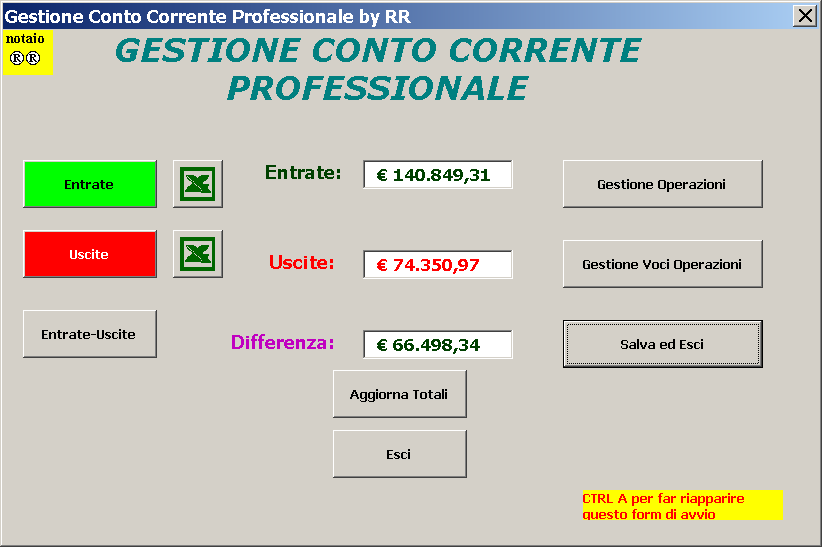 Gestione Conto Corrente Professionale by RR
notaio
®®
GESTIONE CONTO CORRENTE
PROFESSIONALE
Entrate
Entrate:
€ 140.849,31
Gestione Operazioni
Uscite
Uscite:
€ 74.350,97
Gestione Voci Operazioni
Entrate-Uscite
Differenza:
€ 66.498,34
Salva ed Esci
Aggiorna Totali
Esci
CTRL A per far riapparire
questo form di avvio